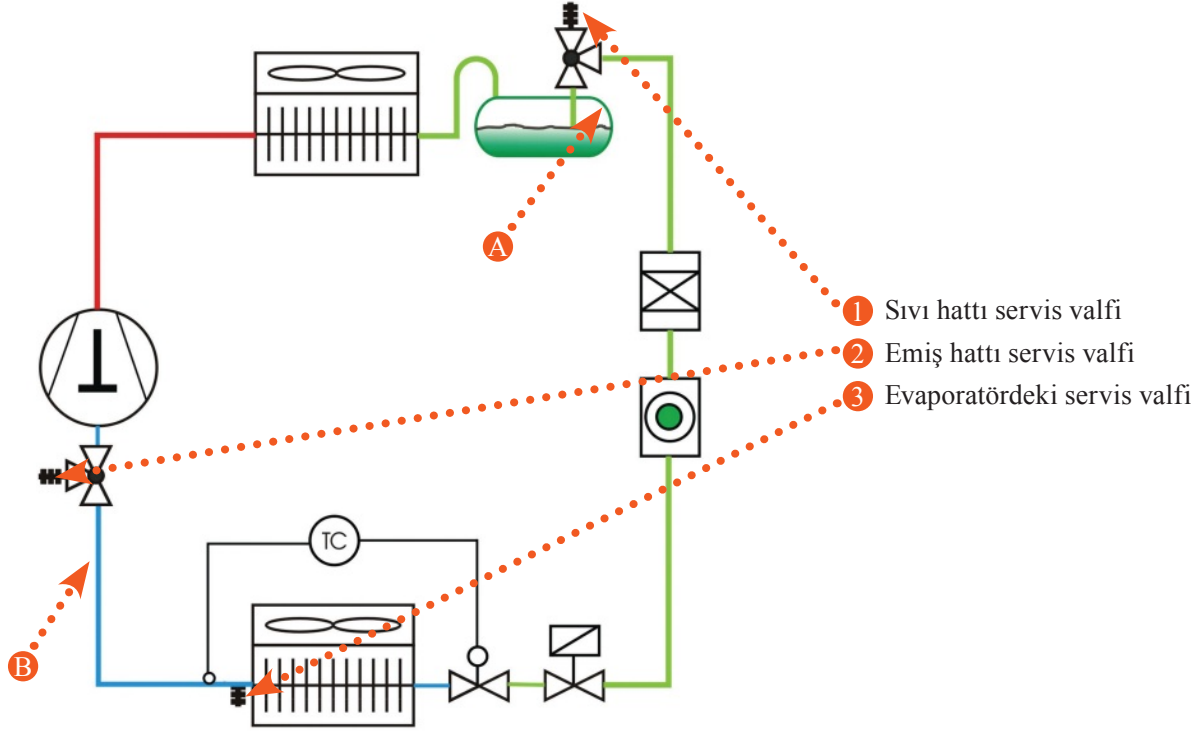 A
1 Sıvı hattı servis valfi
2 Emiş hattı servis valfi
3 Evaporatördeki servis valfi
TC
B